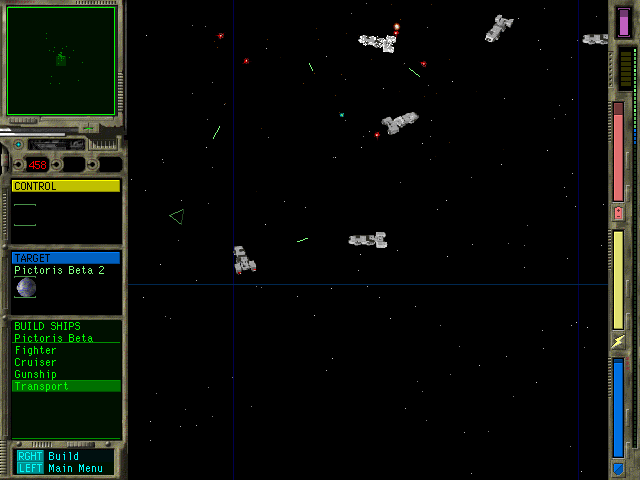 458
CONTROL
TARGET
Pictoris Beta 2
BUILD SHIPS
Pictoris Beta
Fighter
Cruiser
Gunship
Transport
RGHT Build
LEFT Main Menu